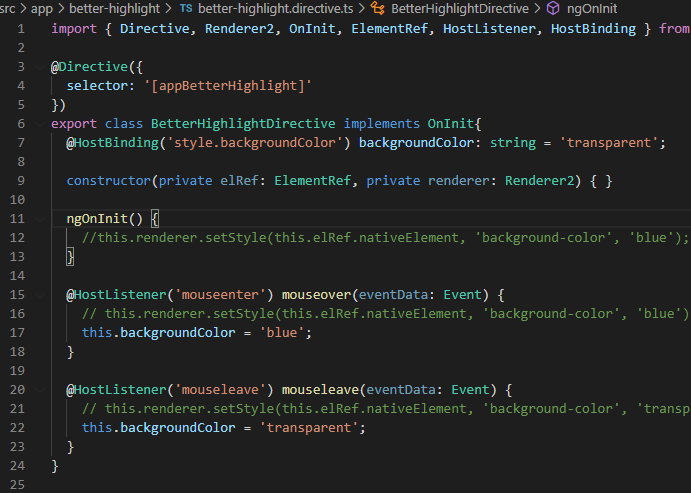 src > app > better-highlight > TS better-highlight.directive.ts > BetterHighlightDirective > ngOnInit
1 import { Directive, Renderer2, OnInit, ElementRef, HostListener, HostBinding } from
2
3 @Directive({
4   selector: '[appBetterHighlight]'
5 })
6 export class BetterHighlightDirective implements OnInit{
7   @HostBinding('style.backgroundColor') backgroundColor: string = 'transparent';
8
9   constructor(private elRef: ElementRef, private renderer: Renderer2) { }
10
11   ngOnInit() {
12     //this.renderer.setStyle(this.elRef.nativeElement, 'background-color', 'blue');
13   }
14
15   @HostListener('mouseenter') mouseover(eventData: Event) {
16     // this.renderer.setStyle(this.elRef.nativeElement, 'background-color', 'blue')
17     this.backgroundColor = 'blue';
18   }
19
20   @HostListener('mouseleave') mouseleave(eventData: Event) {
21     // this.renderer.setStyle(this.elRef.nativeElement, 'background-color', 'transp
22     this.backgroundColor = 'transparent';
23   }
24 }
25